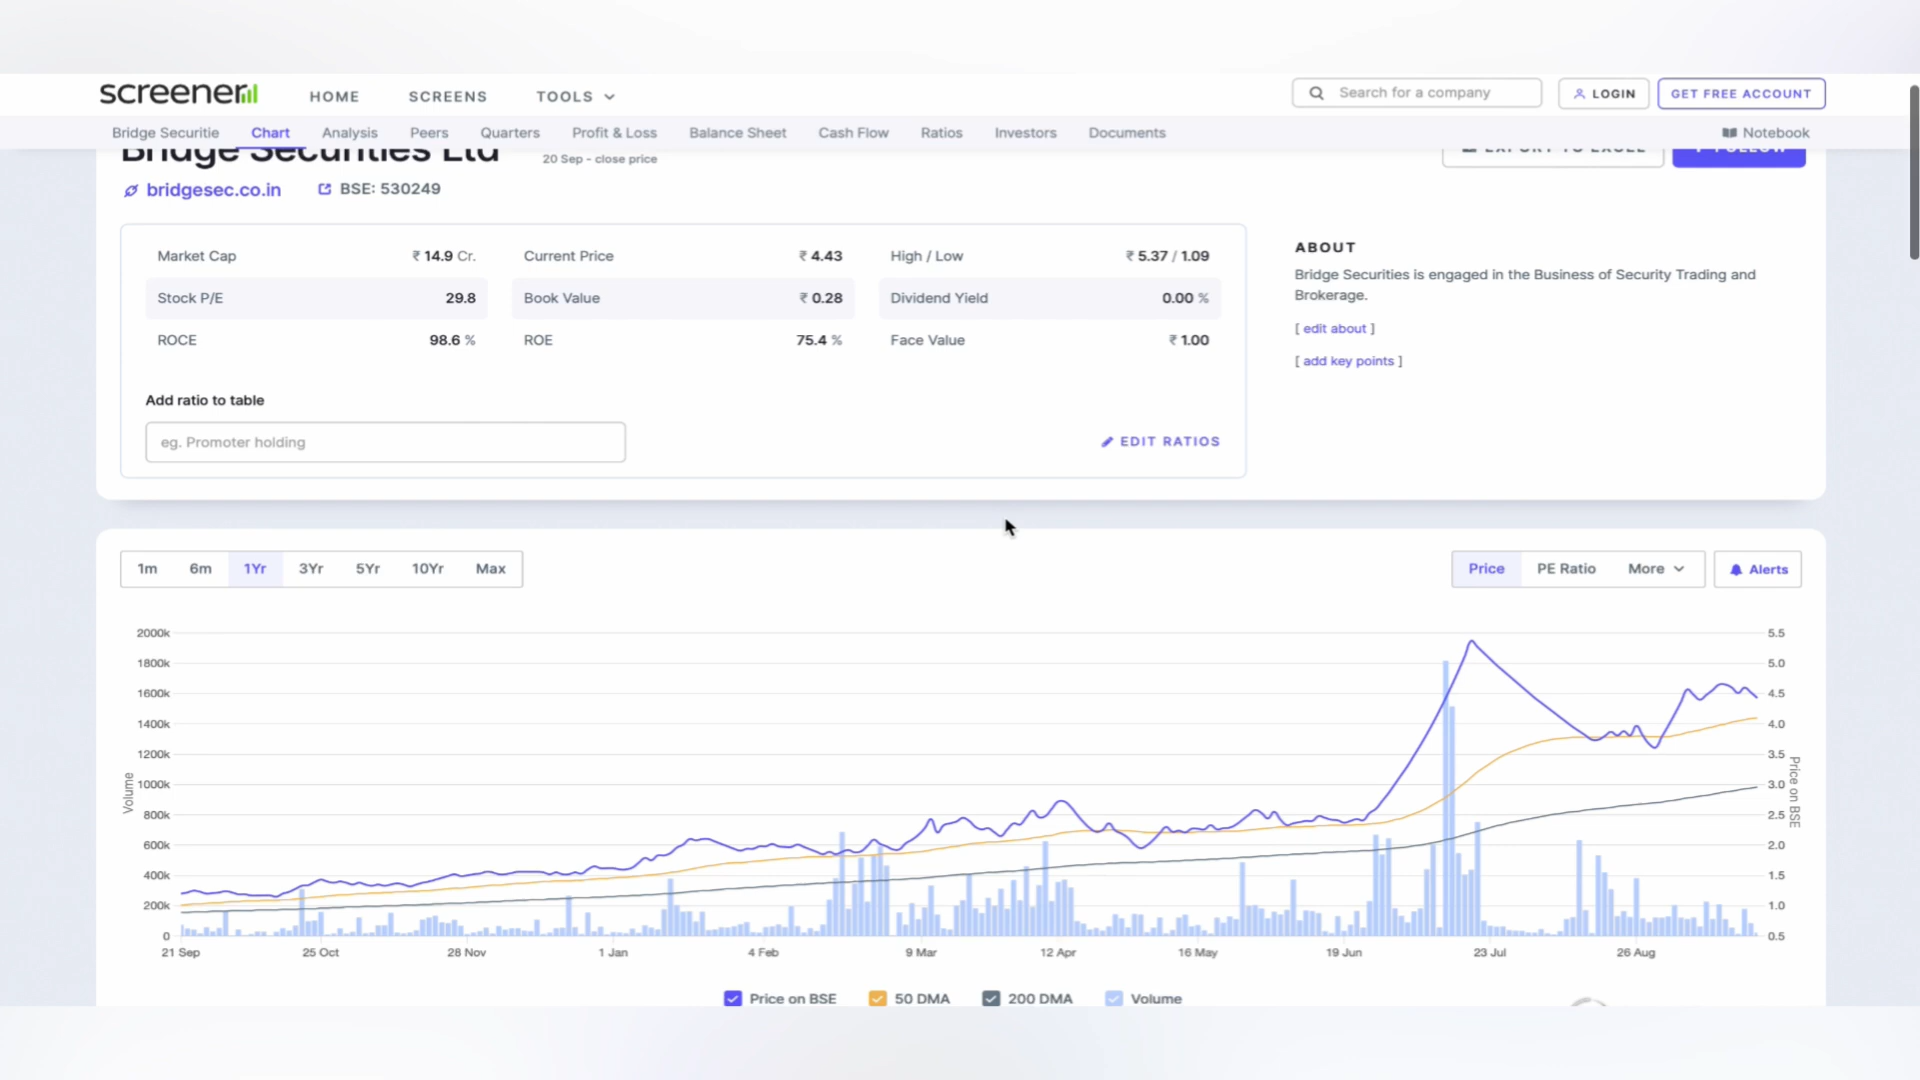 screener
HOME
SCREENS
TOOLS
Search for a company
LOGIN
GET FREE ACCOUNT
Bridge Securitie
Chart
Analysis
Peers
Quarters
Profit & Loss
Balance Sheet
Cash Flow
Ratios
Investors
Documents
Notebook
Bridge Securities Ltd
20 Sep - close price
EXPORT TO EXCEL
FOLLOW
bridgesec.co.in
BSE: 530249
Market Cap ₹ 14.9 Cr.
Current Price ₹ 4.43
High / Low ₹ 5.37 / 1.09
Stock P/E 29.8
Book Value ₹ 0.28
Dividend Yield 0.00 %
ROCE 98.6 %
ROE 75.4 %
Face Value ₹ 1.00
Add ratio to table
eg. Promoter holding
EDIT RATIOS
ABOUT
Bridge Securities is engaged in the Business of Security Trading and
Brokerage.
[ edit about ]
[ add key points ]
1m 6m 1Yr 3Yr 5Yr 10Yr Max
Price PE Ratio More
Alerts
2000k 5.5
1800k 5.0
1600k 4.5
1400k 4.0
1200k 3.5
1000k 3.0
800k 2.5
600k 2.0
400k 1.5
200k 1.0
0 0.5
Volume
Price on BSE
21 Sep 25 Oct 28 Nov 1 Jan 4 Feb 9 Mar 12 Apr 16 May 19 Jun 23 Jul 26 Aug
Price on BSE 50 DMA 200 DMA Volume